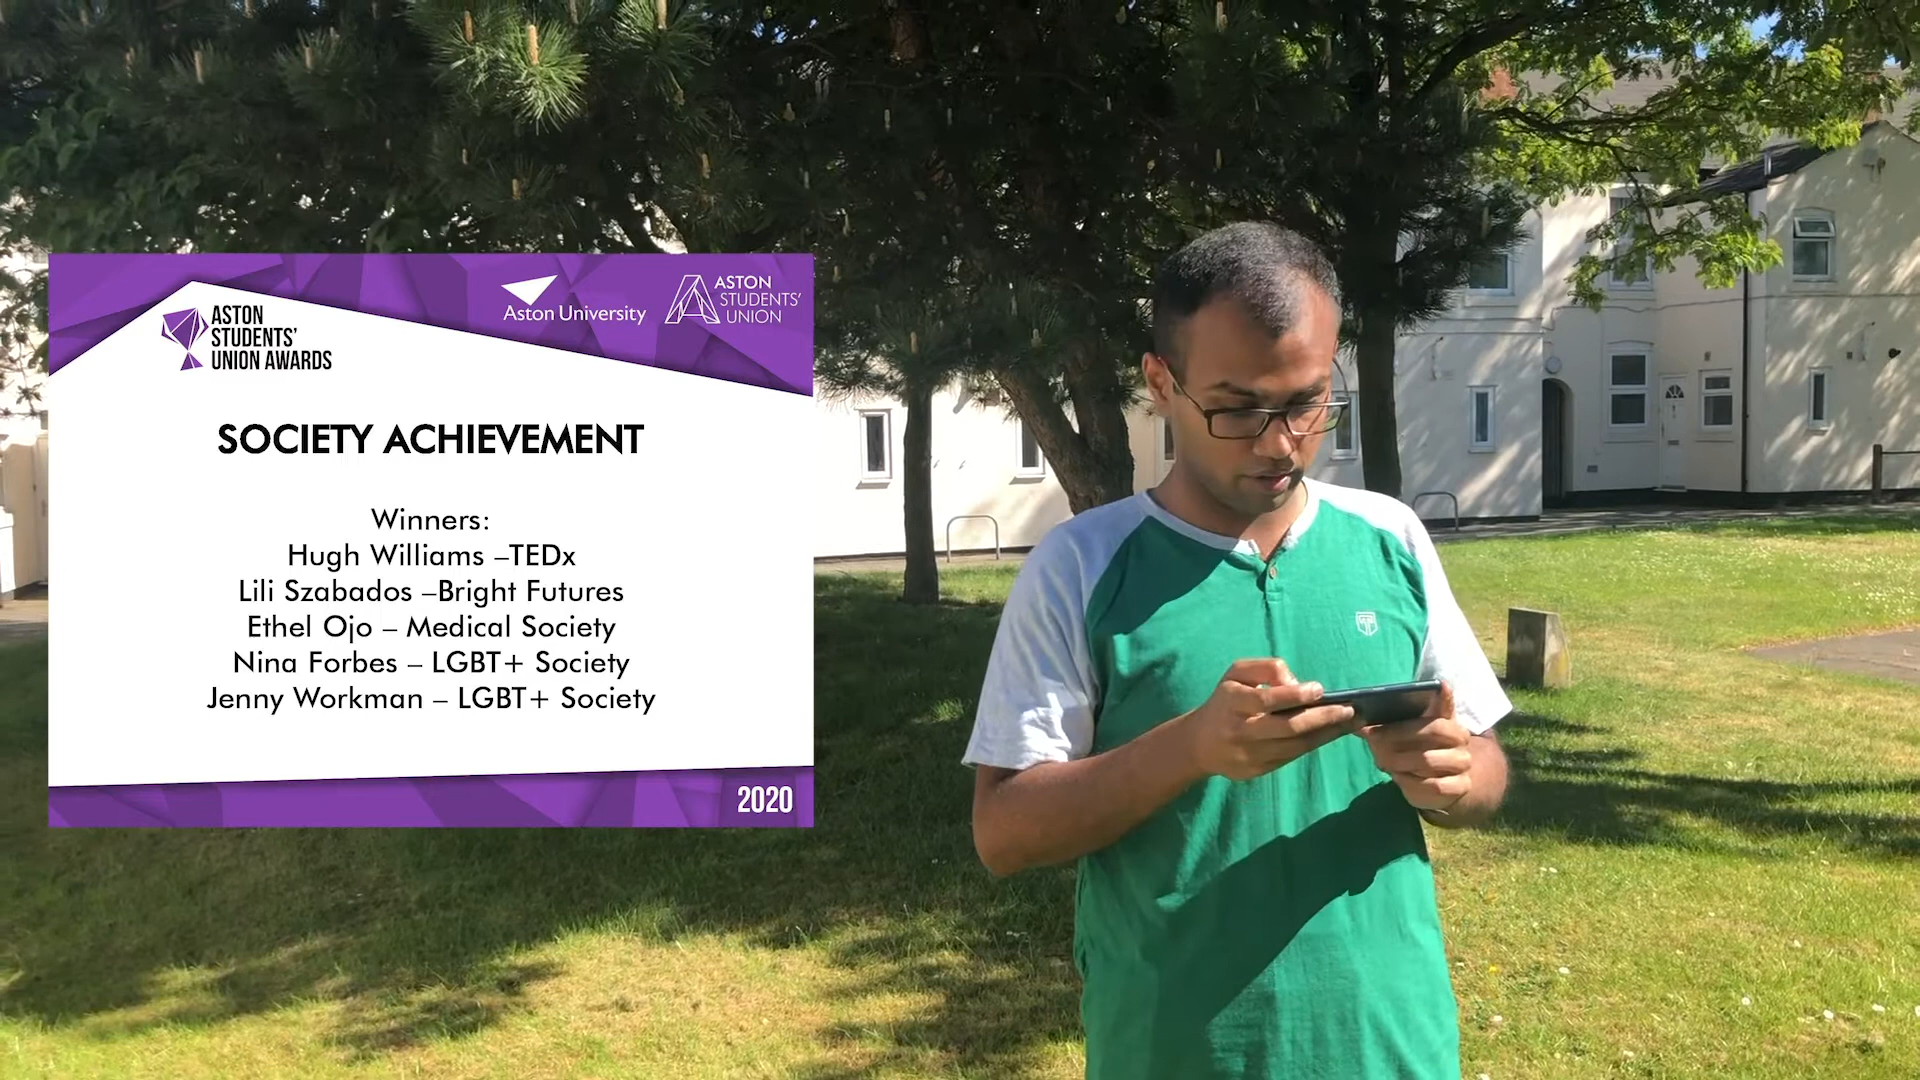 Aston University
ASTON
STUDENTS'
UNION
ASTON
STUDENTS'
UNION AWARDS
SOCIETY ACHIEVEMENT
Winners:
Hugh Williams –TEDx
Lili Szabados –Bright Futures
Ethel Ojo – Medical Society
Nina Forbes – LGBT+ Society
Jenny Workman – LGBT+ Society
2020